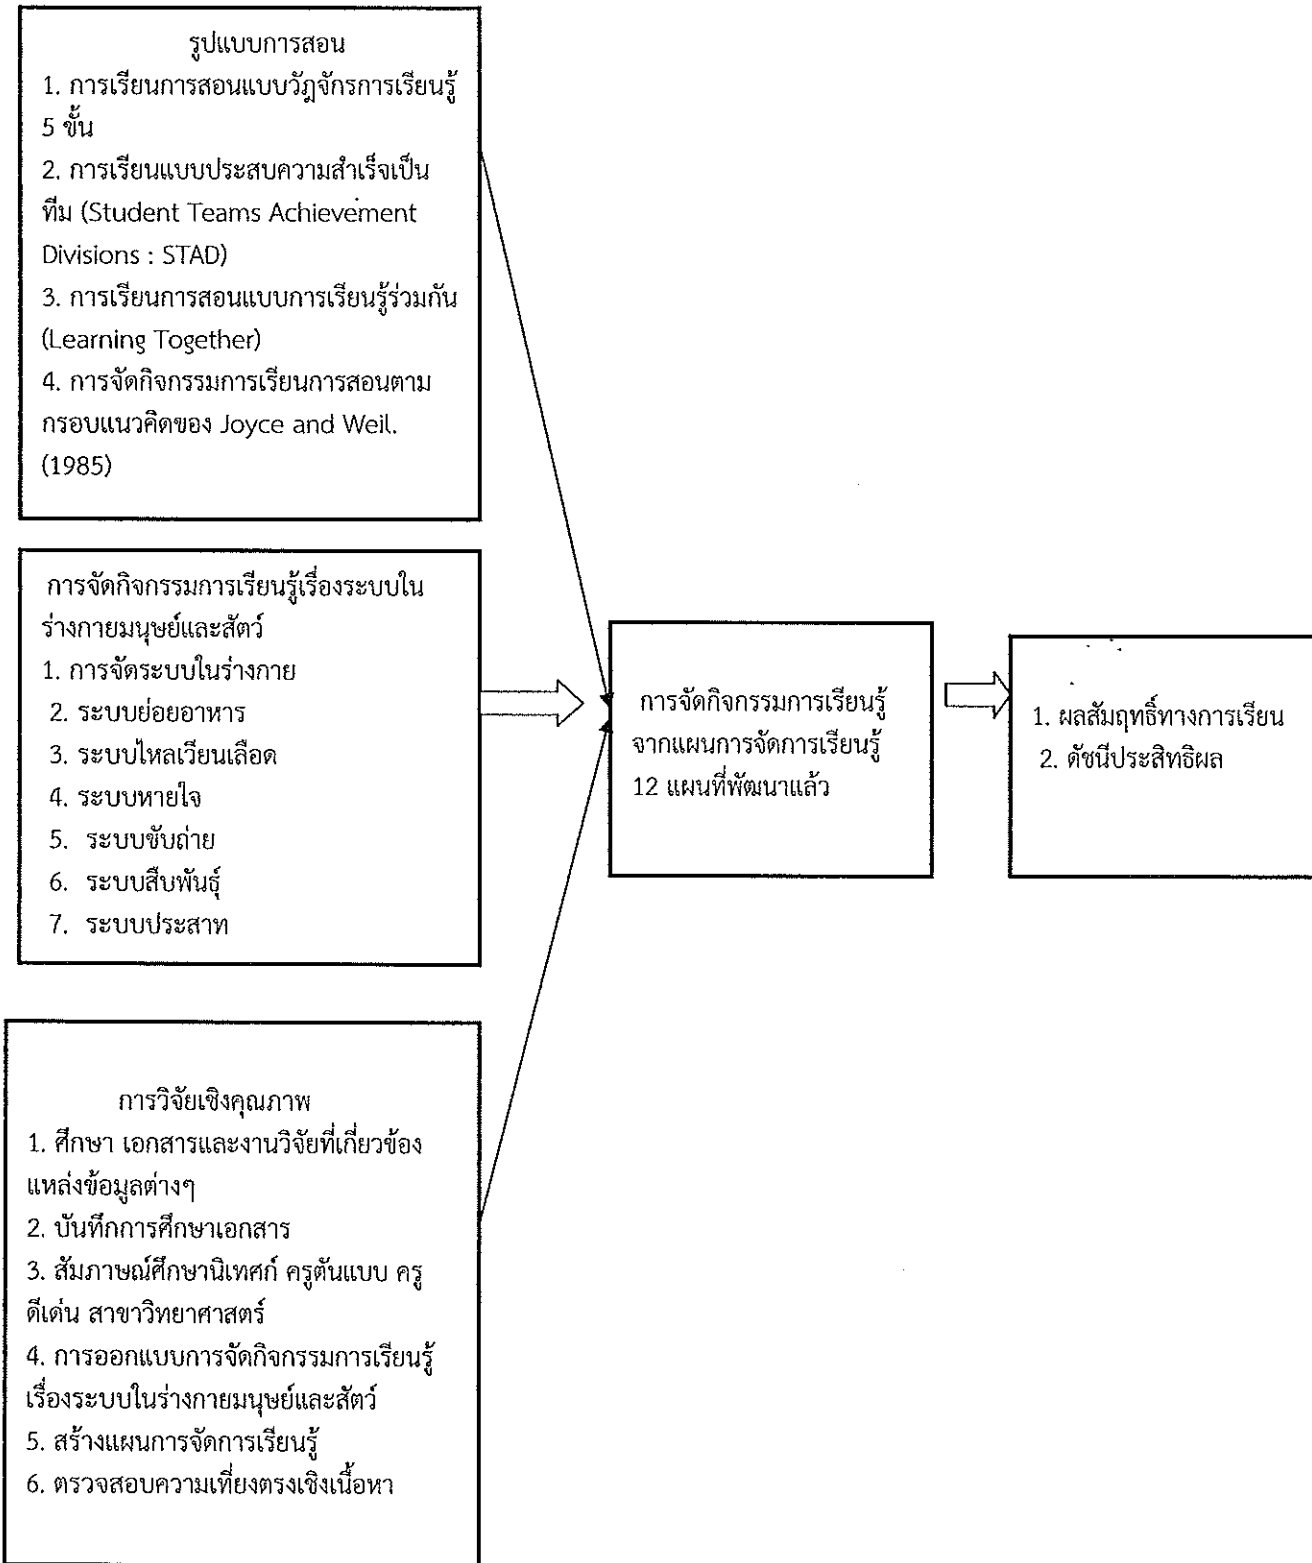 รูปแบบการสอน
1. การเรียนการสอนแบบวัฏจักรการเรียนรู้
5 ขั้น
2. การเรียนแบบประสบความสำเร็จเป็น
ทีม (Student Teams Achievement
Divisions : STAD)
3. การเรียนการสอนแบบการเรียนรู้ร่วมกัน
(Learning Together)
4. การจัดกิจกรรมการเรียนการสอนตาม
กรอบแนวคิดของ Joyce and Weil.
(1985)
การจัดกิจกรรมการเรียนรู้เรื่องระบบใน
ร่างกายมนุษย์และสัตว์
1. การจัดระบบในร่างกาย
2. ระบบย่อยอาหาร
3. ระบบไหลเวียนเลือด
4. ระบบหายใจ
5. ระบบขับถ่าย
6. ระบบสืบพันธุ์
7. ระบบประสาท
การวิจัยเชิงคุณภาพ
1. ศึกษา เอกสารและงานวิจัยที่เกี่ยวข้อง
แหล่งข้อมูลต่างๆ
2. บันทึกการศึกษาเอกสาร
3. สัมภาษณ์ศึกษานิเทศก์ ครูต้นแบบ ครู
ดีเด่น สาขาวิทยาศาสตร์
4. การออกแบบการจัดกิจกรรมการเรียนรู้
เรื่องระบบในร่างกายมนุษย์และสัตว์
5. สร้างแผนการจัดการเรียนรู้
6. ตรวจสอบความเที่ยงตรงเชิงเนื้อหา
การจัดกิจกรรมการเรียนรู้
จากแผนการจัดการเรียนรู้
12 แผนที่พัฒนาแล้ว
1. ผลสัมฤทธิ์ทางการเรียน
2. ดัชนีประสิทธิผล